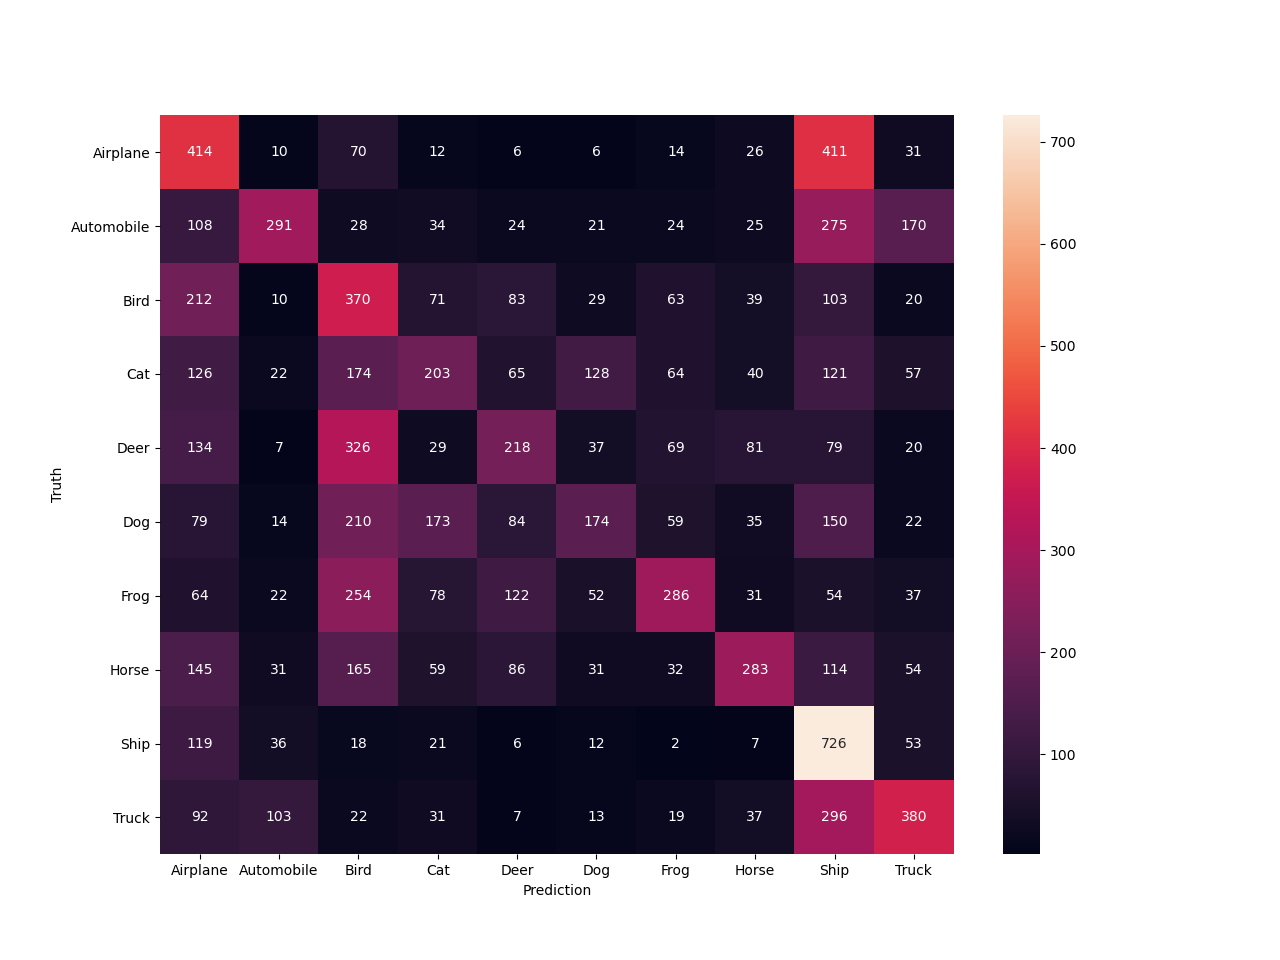 Airplane 414 10 70 12 6 6 14 26 411 31
Automobile 108 291 28 34 24 21 24 25 275 170
Bird 212 10 370 71 83 29 63 39 103 20
Cat 126 22 174 203 65 128 64 40 121 57
Deer 134 7 326 29 218 37 69 81 79 20
Truth
Dog 79 14 210 173 84 174 59 35 150 22
Frog 64 22 254 78 122 52 286 31 54 37
Horse 145 31 165 59 86 31 32 283 114 54
Ship 119 36 18 21 6 12 2 7 726 53
Truck 92 103 22 31 7 13 19 37 296 380
Airplane Automobile Bird Cat Deer Dog Frog Horse Ship Truck
Prediction
700
600
500
400
300
200
100